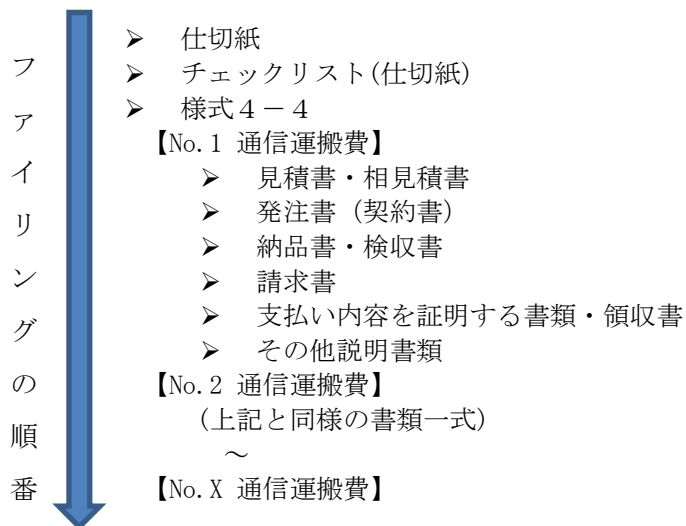 ファイリングの順番
➢ 仕切紙
➢ チェックリスト(仕切紙)
➢ 様式4－4
【No.1 通信運搬費】
➢ 見積書・相見積書
➢ 発注書（契約書）
➢ 納品書・検収書
➢ 請求書
➢ 支払い内容を証明する書類・領収書
➢ その他説明書類
【No.2 通信運搬費】
(上記と同様の書類一式)
～
【No.X 通信運搬費】